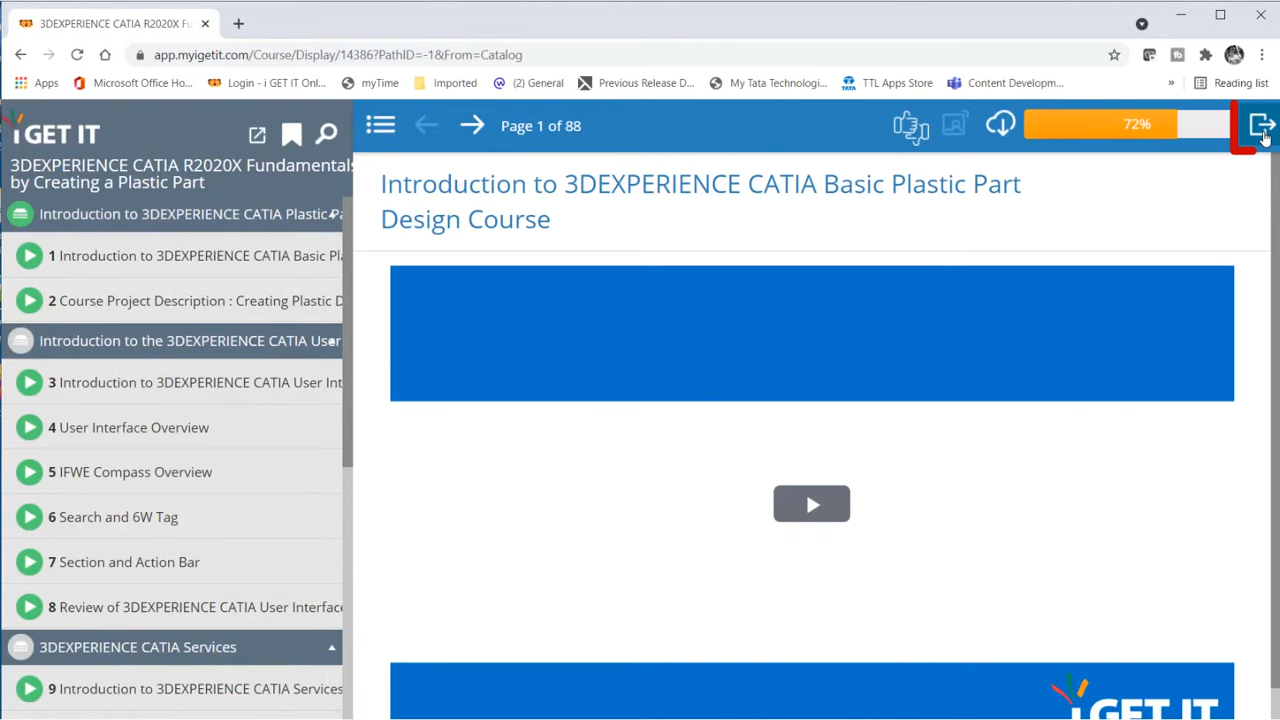 3DEXPERIENCE CATIA R2020X Fu
app.myigetit.com/Course/Display/14386?PathID=-1&From=Catalog
Apps Microsoft Office Ho... Login - i GET IT Onl... myTime Imported (2) General Previous Release D... My Tata Technologi... TTL Apps Store Content Developm... » Reading list
i GET IT
Page 1 of 88
72%
3DEXPERIENCE CATIA R2020X Fundamentals
by Creating a Plastic Part
Introduction to 3DEXPERIENCE CATIA Plastic Pa
1 Introduction to 3DEXPERIENCE CATIA Basic Pl
2 Course Project Description : Creating Plastic D
Introduction to the 3DEXPERIENCE CATIA User
3 Introduction to 3DEXPERIENCE CATIA User Int
4 User Interface Overview
5 IFWE Compass Overview
6 Search and 6W Tag
7 Section and Action Bar
8 Review of 3DEXPERIENCE CATIA User Interface
3DEXPERIENCE CATIA Services
9 Introduction to 3DEXPERIENCE CATIA Services
Introduction to 3DEXPERIENCE CATIA Basic Plastic Part
Design Course
i GET IT